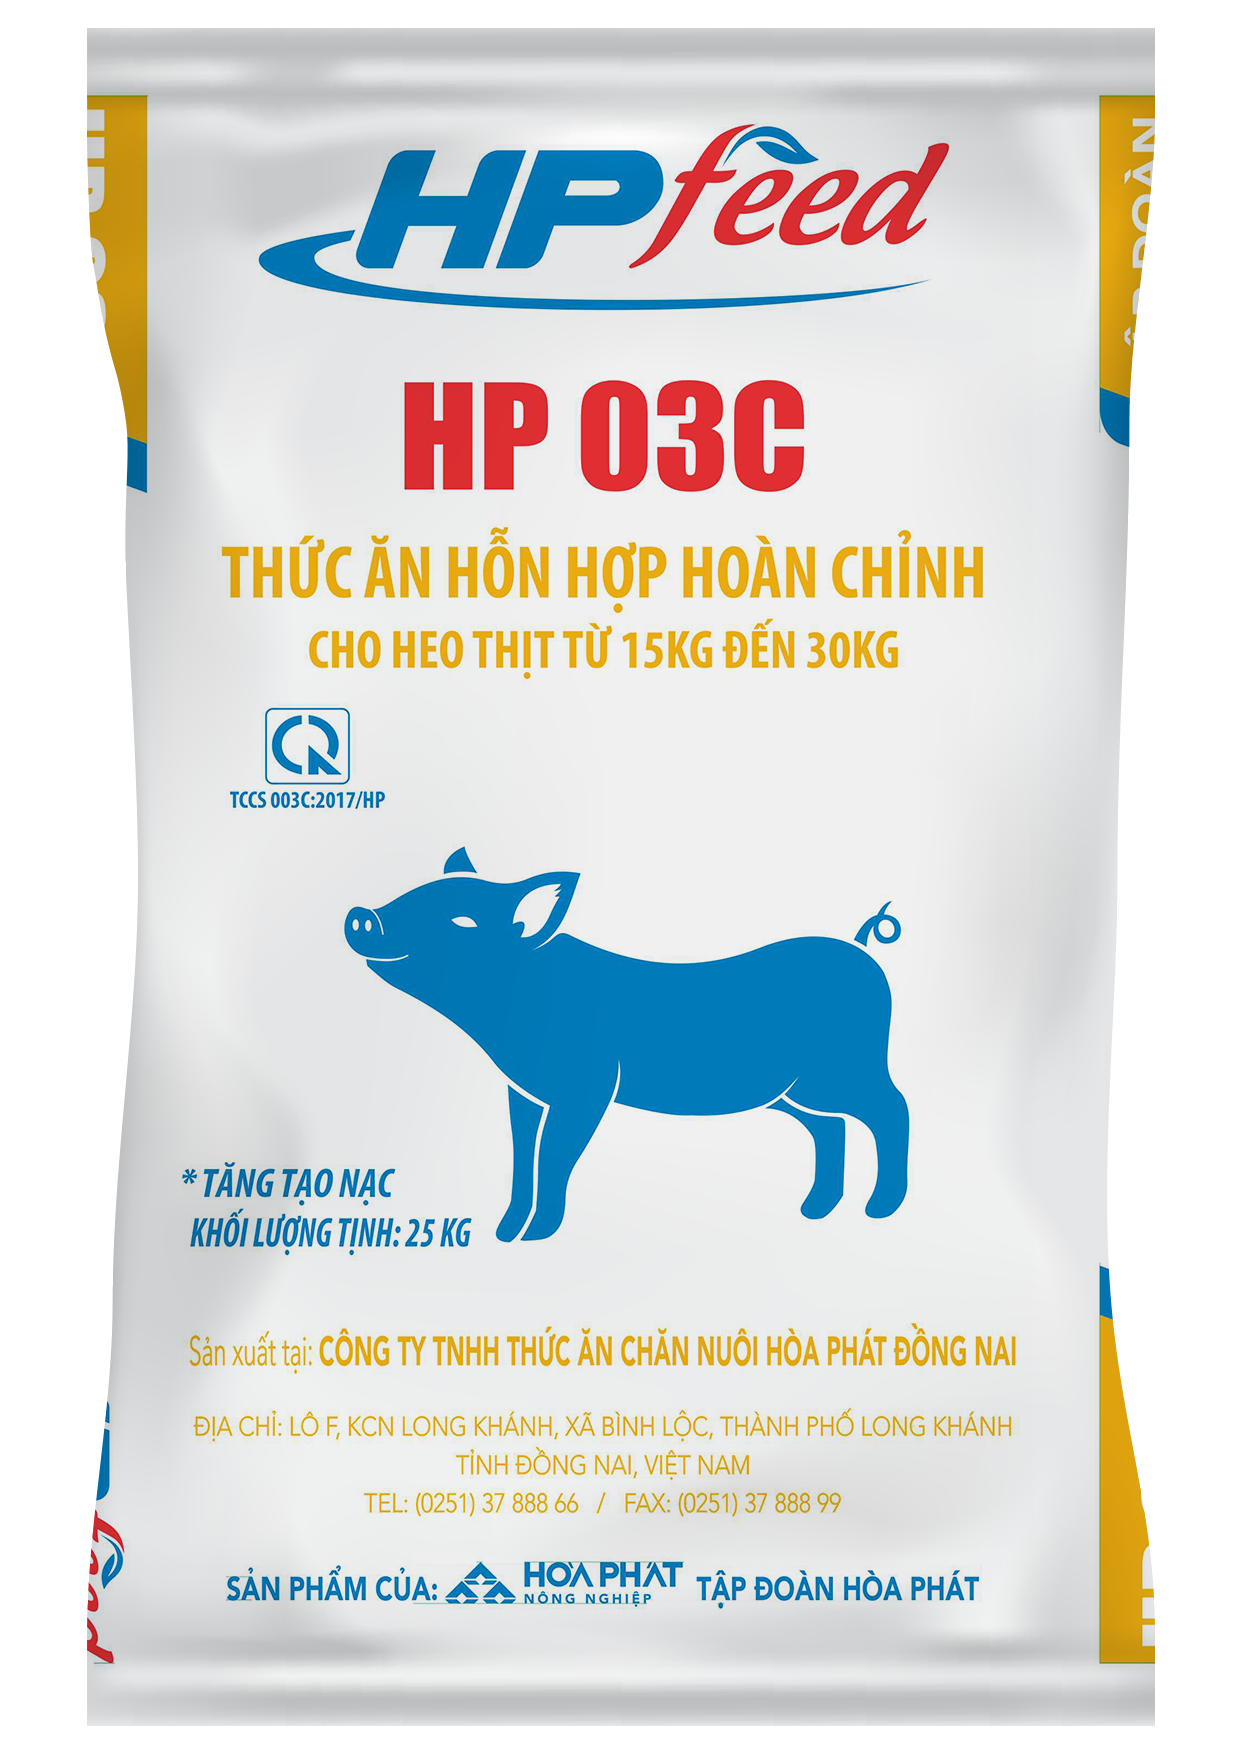 HPfeed
HP 03C
THỨC ĂN HỖN HỢP HOÀN CHỈNH
CHO HEO THỊT TỪ 15KG ĐẾN 30KG
TCCS 003C:2017/HP
* TĂNG TẠO NẠC
KHỐI LƯỢNG TỊNH: 25 KG
Sản xuất tại: CÔNG TY TNHH THỨC ĂN CHĂN NUÔI HÒA PHÁT ĐỒNG NAI
ĐỊA CHỈ: LÔ F, KCN LONG KHÁNH, XÃ BÌNH LỘC, THÀNH PHỐ LONG KHÁNH
TỈNH ĐỒNG NAI, VIỆT NAM
TEL: (0251) 37 888 66 / FAX: (0251) 37 888 99
SẢN PHẨM CỦA: HÒA PHÁT TẬP ĐOÀN HÒA PHÁT
NÔNG NGHIỆP